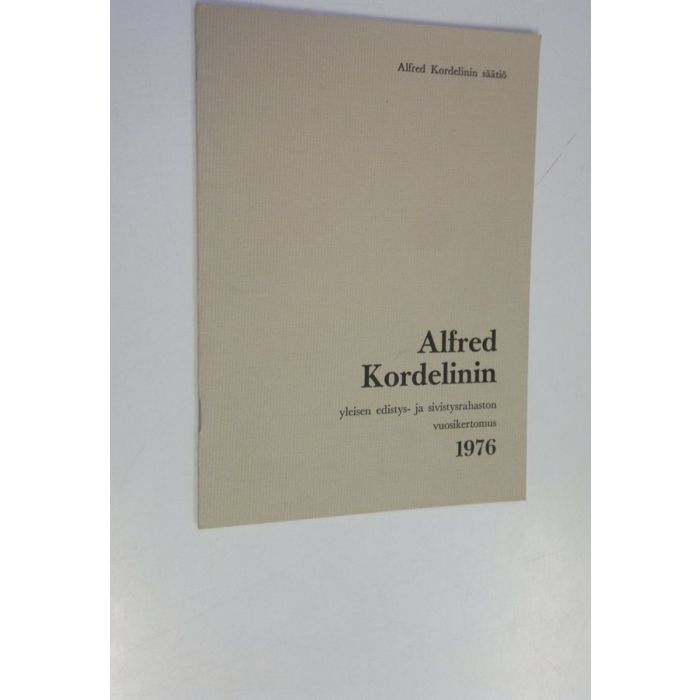 Alfred Kordelinin säätiö
Alfred
Kordelinin
yleisen edistys- ja sivistysrahaston
vuosikertomus
1976